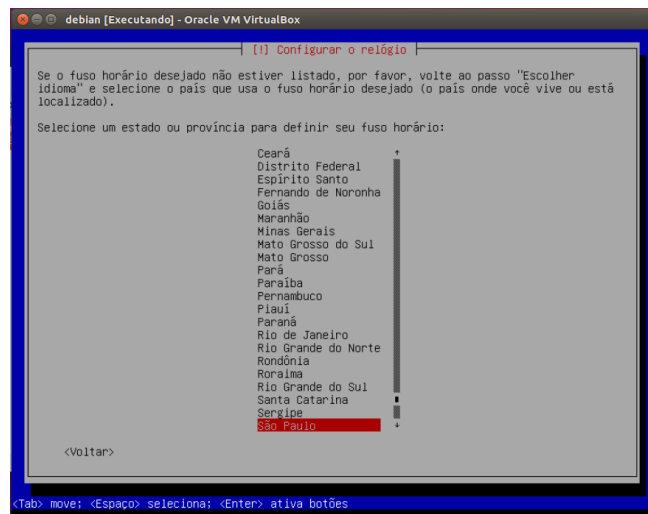 debian [Executando] - Oracle VM VirtualBox
[!] Configurar o relógio
Se o fuso horário desejado não estiver listado, por favor, volte ao passo "Escolher
idioma" e selecione o país que usa o fuso horário desejado (o país onde você vive ou está
localizado).
Selecione um estado ou província para definir seu fuso horário:
Ceará
Distrito Federal
Espírito Santo
Fernando de Noronha
Goiás
Maranhão
Minas Gerais
Mato Grosso do Sul
Mato Grosso
Pará
Paraíba
Pernambuco
Piauí
Paraná
Rio de Janeiro
Rio Grande do Norte
Rondônia
Roraima
Rio Grande do Sul
Santa Catarina
Sergipe
São Paulo
<Voltar>
<Tab> move; <Espaço> seleciona; <Enter> ativa botões